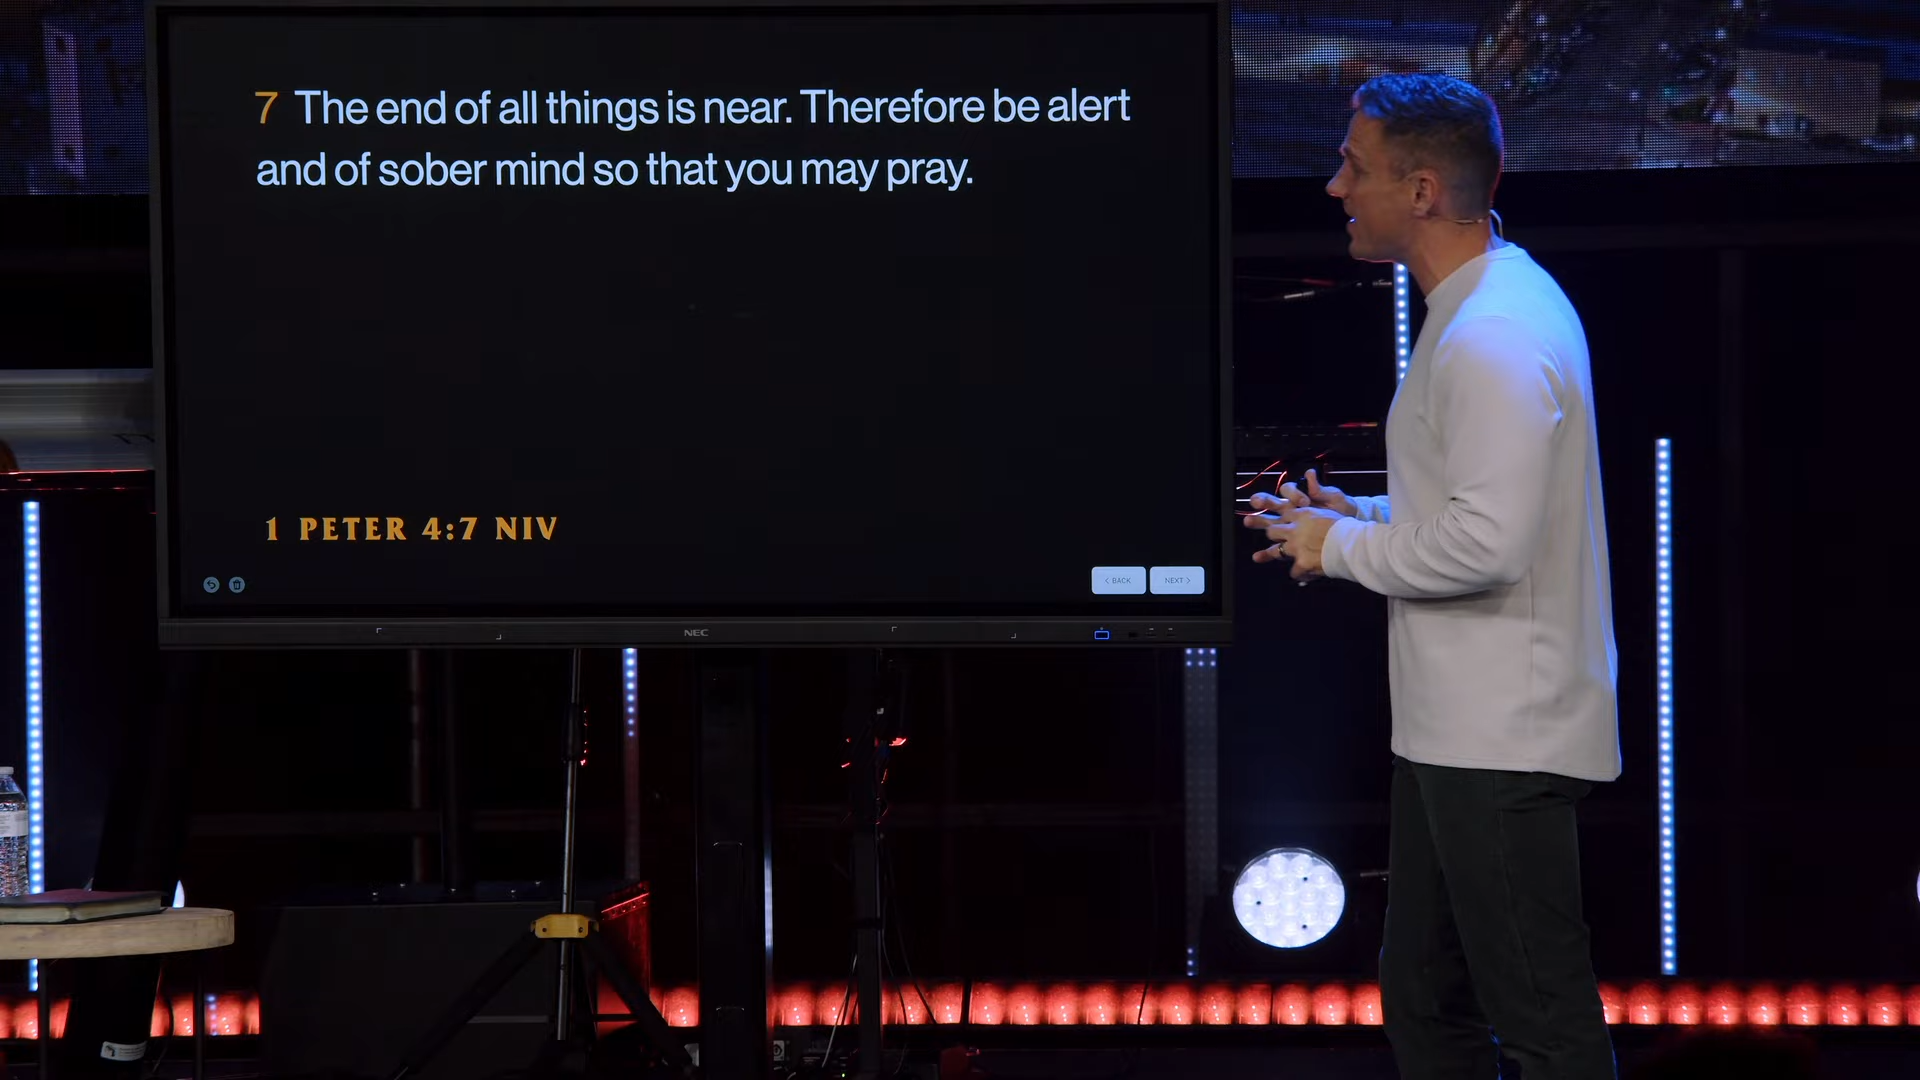 7 The end of all things is near. Therefore be alert
and of sober mind so that you may pray.
1 PETER 4:7 NIV
< BACK
NEXT >
NEC